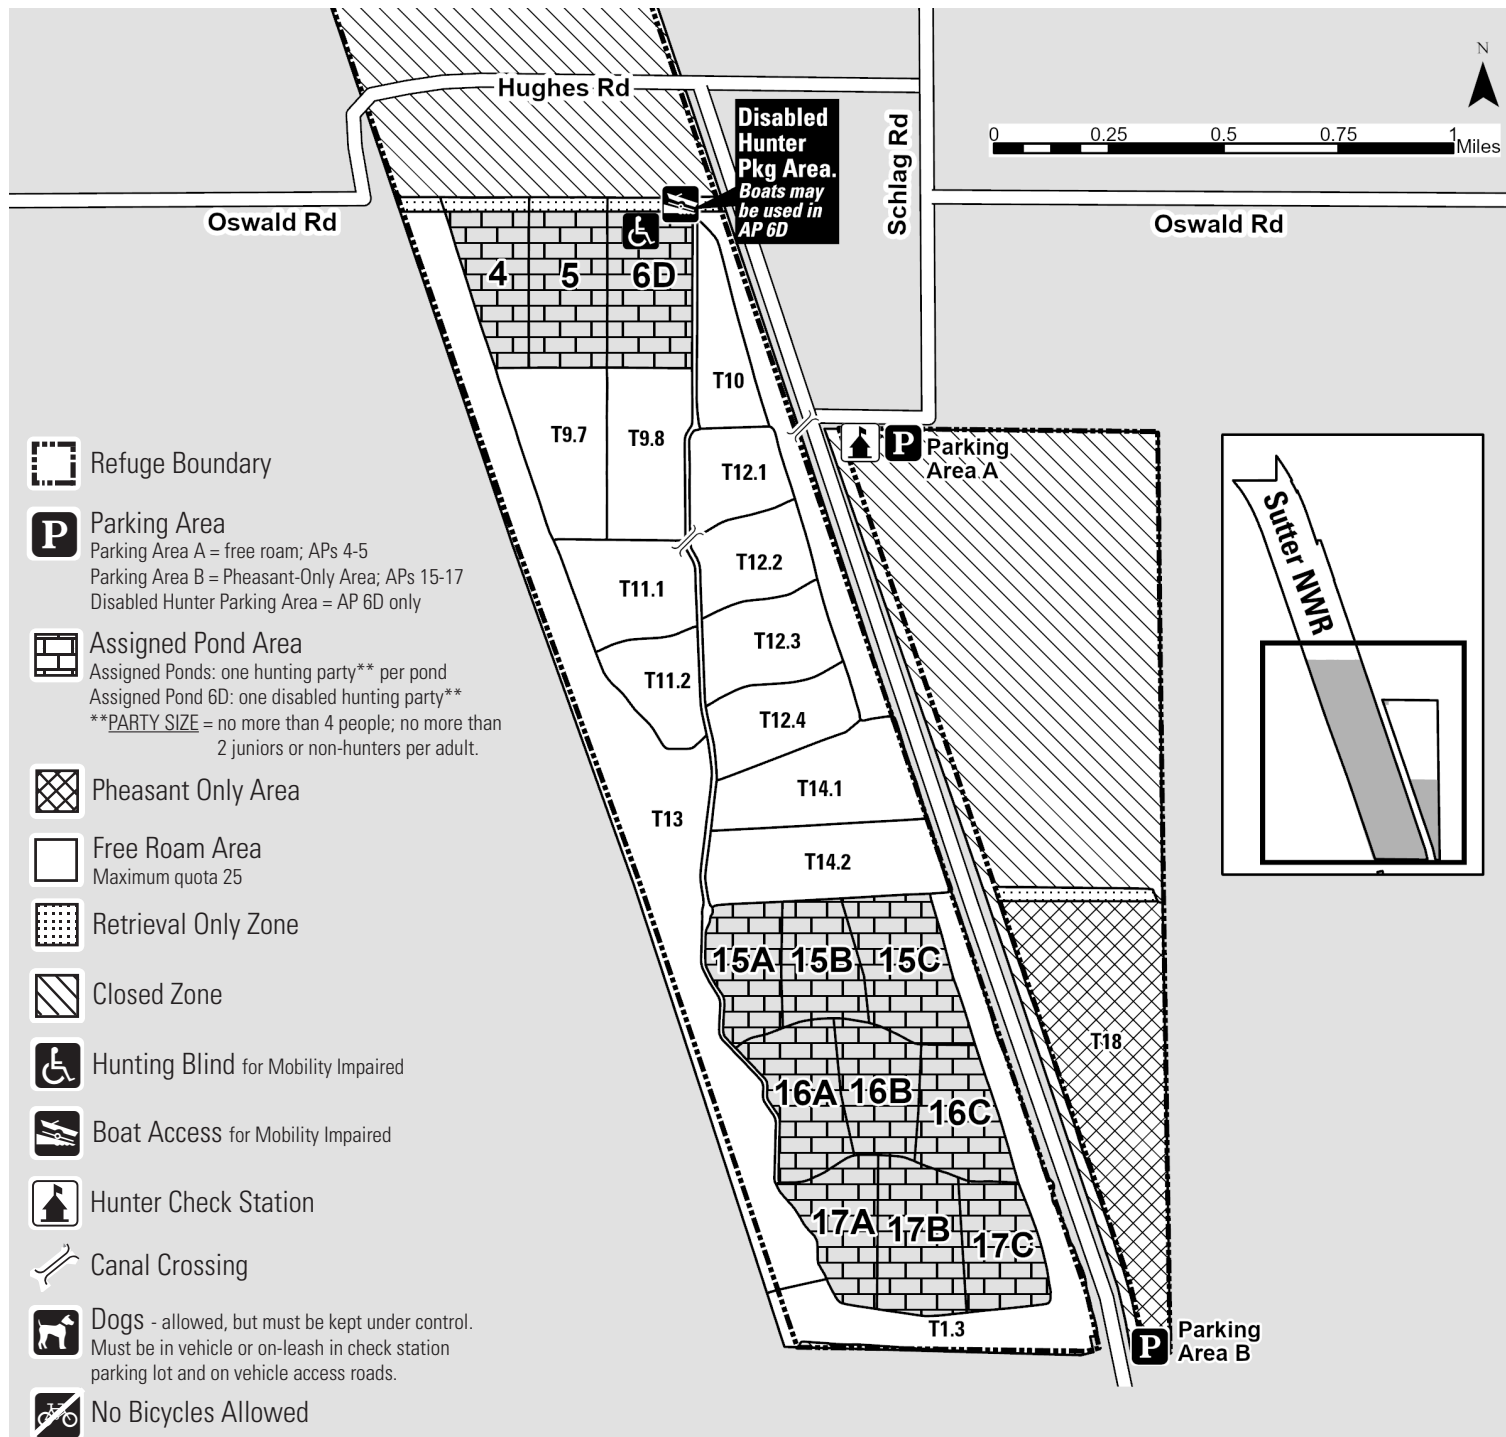 Hughes Rd
N
Disabled
Hunter
Pkg Area.
Boats may
be used in
AP 6D
Schlag Rd
0 0.25 0.5 0.75 1
Miles
Oswald Rd
Oswald Rd
4 5 6D
T10
T9.7
T9.8
P
Parking
Area A
T12.1
T12.2
T11.1
T12.3
T11.2
T12.4
T14.1
T13
T14.2
15A 15B 15C
T18
16A 16B 16C
17A 17B 17C
T1.3
P
Parking
Area B
Sutter NWR
Refuge Boundary
P
Parking Area
Parking Area A = free roam; APs 4-5
Parking Area B = Pheasant-Only Area; APs 15-17
Disabled Hunter Parking Area = AP 6D only
Assigned Pond Area
Assigned Ponds: one hunting party** per pond
Assigned Pond 6D: one disabled hunting party**
**PARTY SIZE = no more than 4 people; no more than
2 juniors or non-hunters per adult.
Pheasant Only Area
Free Roam Area
Maximum quota 25
Retrieval Only Zone
Closed Zone
Hunting Blind for Mobility Impaired
Boat Access for Mobility Impaired
Hunter Check Station
Canal Crossing
Dogs - allowed, but must be kept under control.
Must be in vehicle or on-leash in check station
parking lot and on vehicle access roads.
No Bicycles Allowed